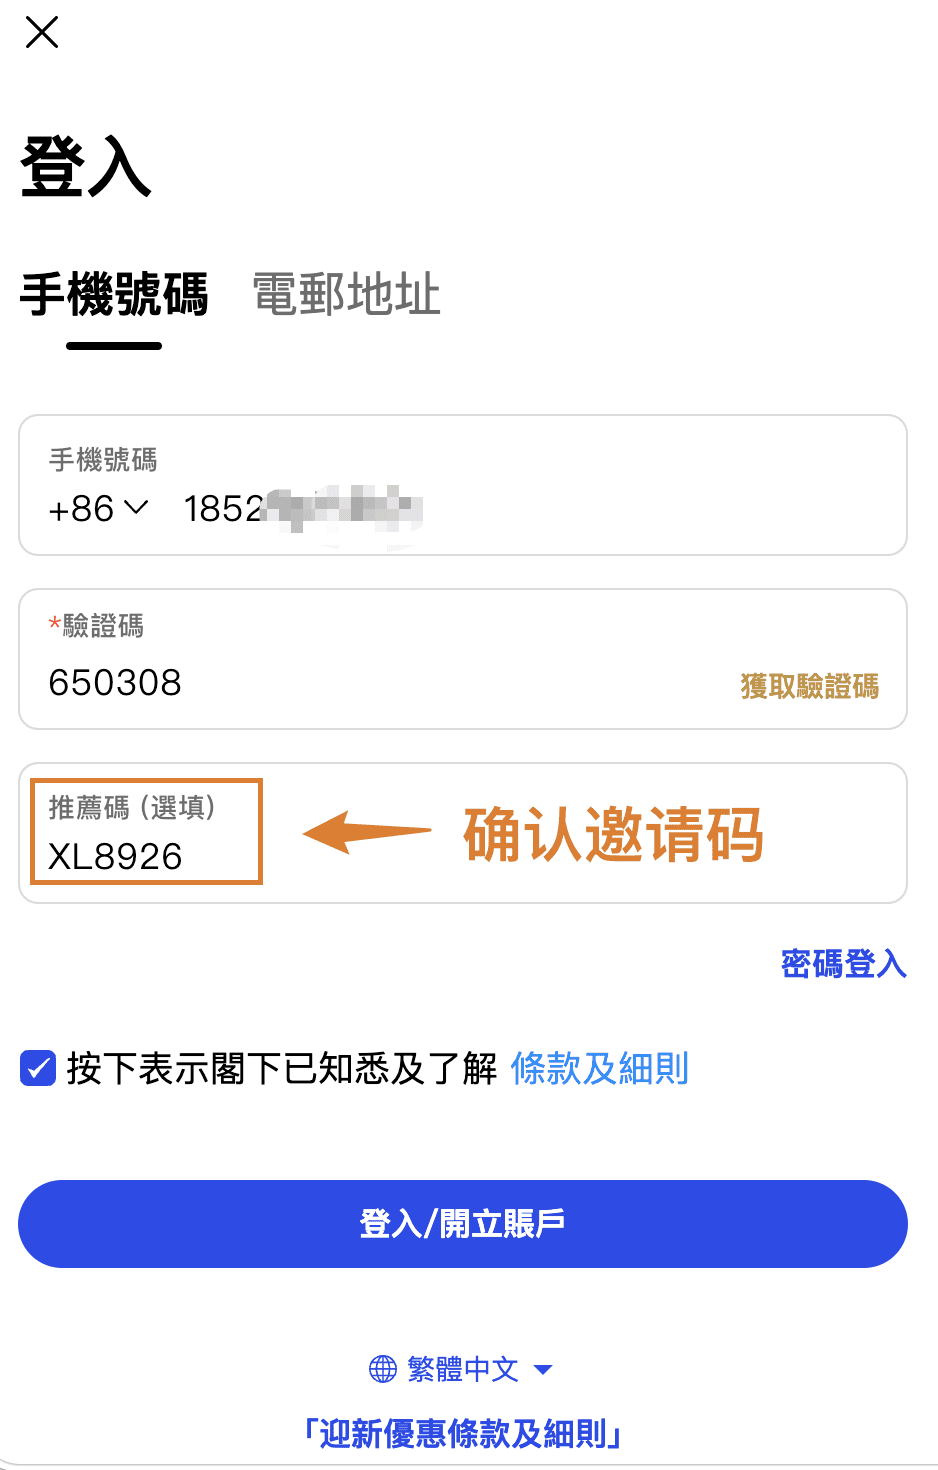 登入
手機號碼 電郵地址
手機號碼
+86 1852
*驗證碼
650308 獲取驗證碼
推薦碼 (選填)
XL8926
确认邀请码
密碼登入
按下表示閣下已知悉及了解 條款及細則
登入/開立賬戶
繁體中文
「迎新優惠條款及細則」